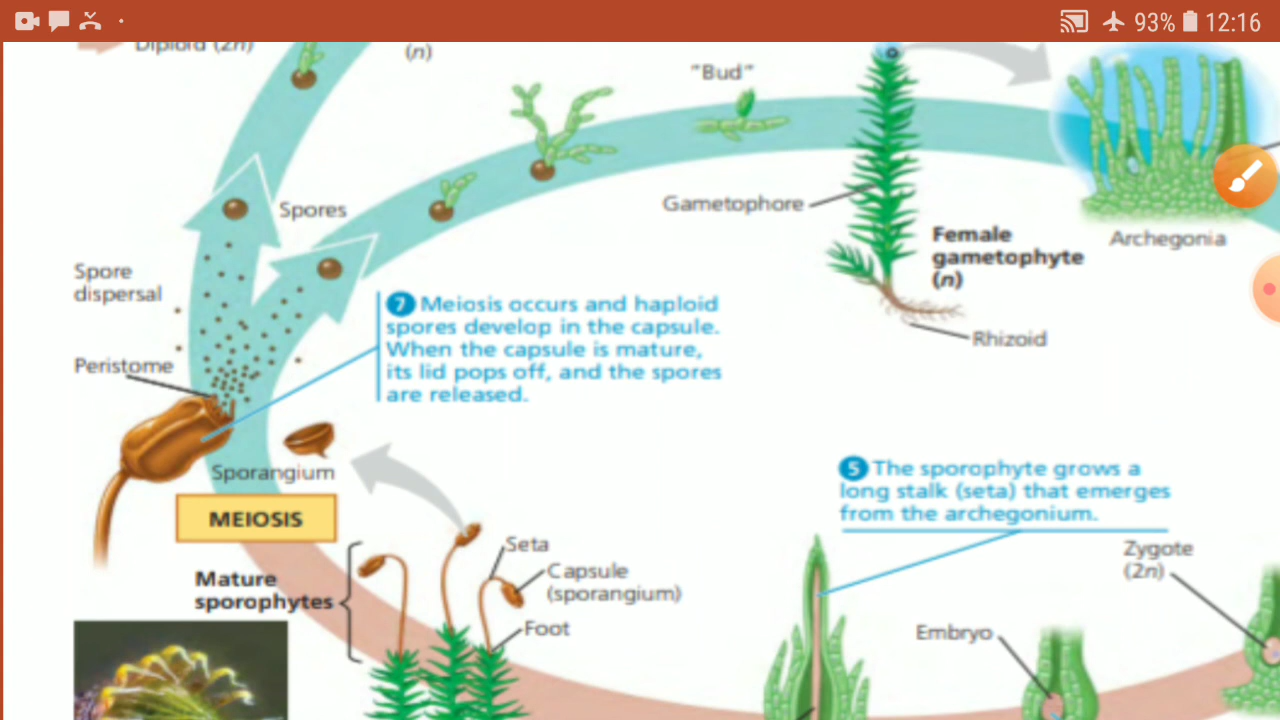 93% 12:16
Diploid (2n)
(n)
"Bud"
Spores
Gametophore
Female
gametophyte
(n)
Archegonia
Spore
dispersal
Rhizoid
7 Meiosis occurs and haploid
spores develop in the capsule.
When the capsule is mature,
its lid pops off, and the spores
are released.
Peristome
Sporangium
MEIOSIS
5 The sporophyte grows a
long stalk (seta) that emerges
from the archegonium.
Seta
Capsule
(sporangium)
Mature
sporophytes
Foot
Zygote
(2n)
Embryo